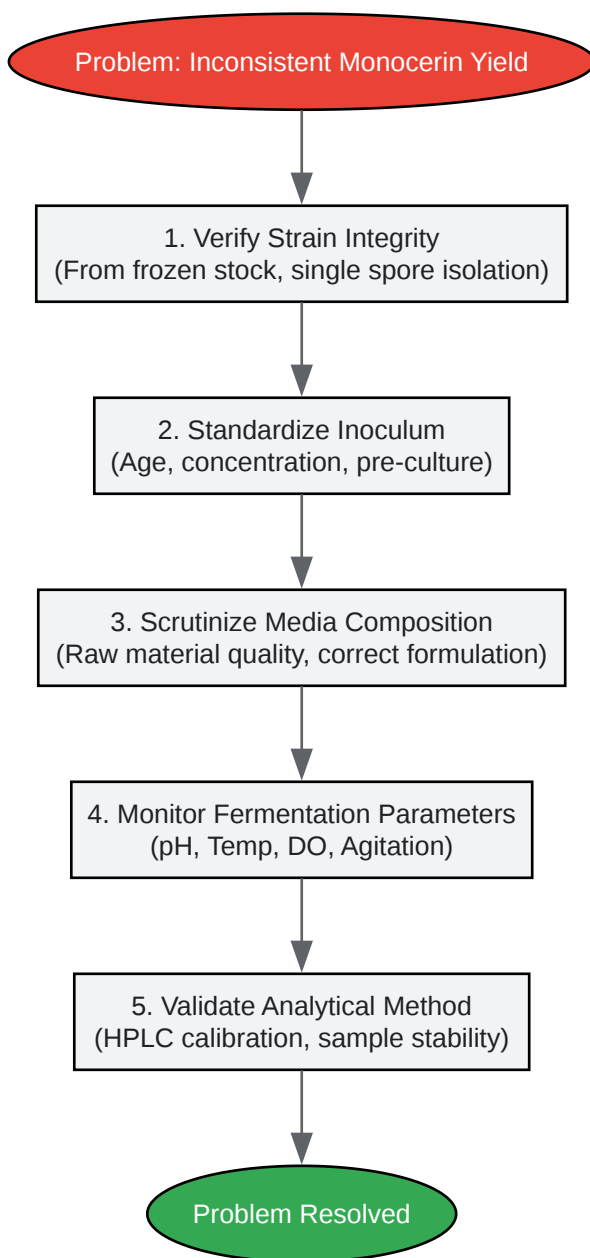 Problem: Inconsistent Monocerin Yield
1. Verify Strain Integrity
(From frozen stock, single spore isolation)
2. Standardize Inoculum
(Age, concentration, pre-culture)
3. Scrutinize Media Composition
(Raw material quality, correct formulation)
4. Monitor Fermentation Parameters
(pH, Temp, DO, Agitation)
5. Validate Analytical Method
(HPLC calibration, sample stability)
Problem Resolved